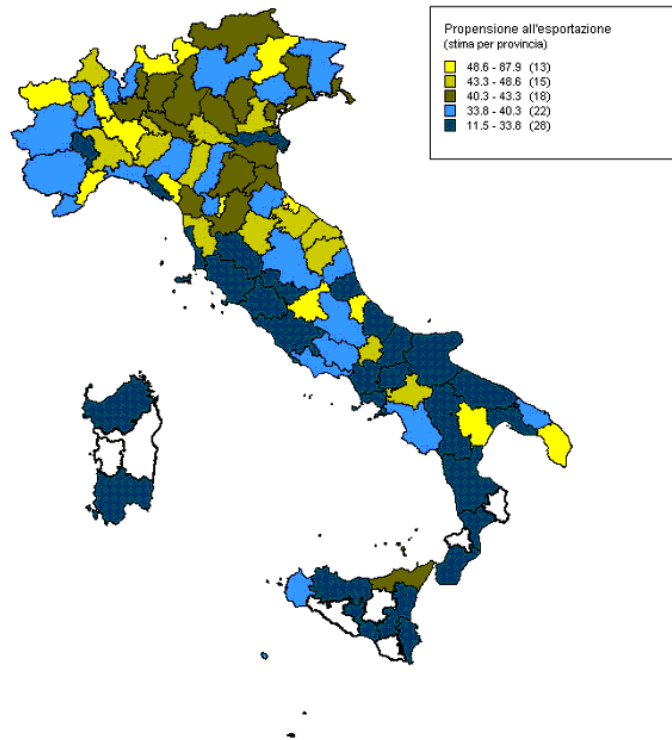 Propensione all'esportazione
(stima per provincia)
48.6 - 87.9 (13)
43.3 - 48.6 (15)
40.3 - 43.3 (18)
33.8 - 40.3 (22)
11.5 - 33.8 (28)